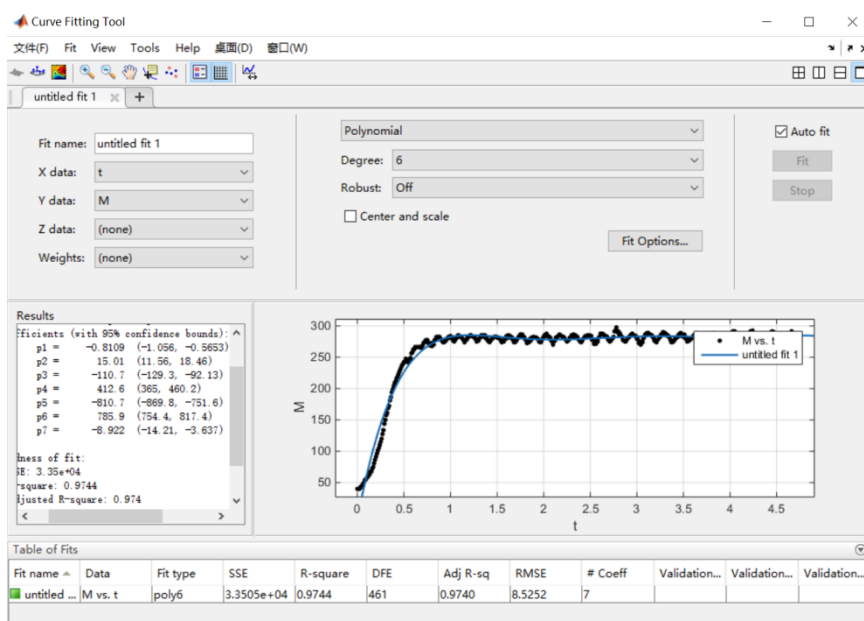 Curve Fitting Tool
文件(F) Fit View Tools Help 桌面(D) 窗口(W)
untitled fit 1
Fit name: untitled fit 1
X data: t
Y data: M
Z data: (none)
Weights: (none)
Polynomial
Degree: 6
Robust: Off
Center and scale
Fit Options...
Auto fit
Fit
Stop
Results
fficients (with 95% confidence bounds):
p1 = -0.8109 (-1.056, -0.5653)
p2 = 15.01 (11.56, 18.46)
p3 = -110.7 (-129.3, -92.13)
p4 = 412.6 (365, 460.2)
p5 = -810.7 (-869.8, -751.6)
p6 = 785.9 (754.4, 817.4)
p7 = -8.922 (-14.21, -3.637)
dness of fit:
SE: 3.35e+04
-square: 0.9744
djusted R-square: 0.974
300
250
200
150
100
50
M
0 0.5 1 1.5 2 2.5 3 3.5 4 4.5
t
M vs. t
untitled fit 1
Table of Fits
Fit name Data Fit type SSE R-square DFE Adj R-sq RMSE # Coeff Validation... Validation... Validation...
untitled ... M vs. t poly6 3.3505e+04 0.9744 461 0.9740 8.5252 7